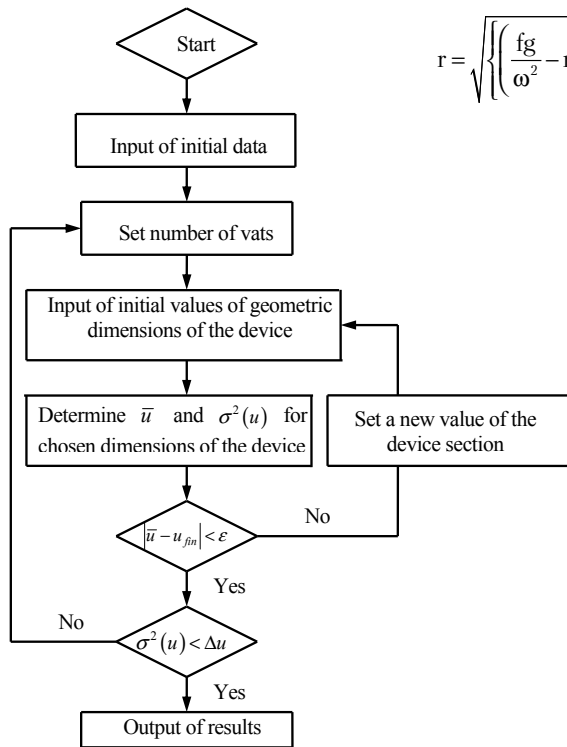 Start
r = √{[(fg/ω² − r
Input of initial data
Set number of vats
Input of initial values of geometric
dimensions of the device
Determine ū and σ²(u) for
chosen dimensions of the device
Set a new value of the
device section
|ū − u_fin| < ε
No
Yes
No
σ²(u) < Δu
Yes
Output of results